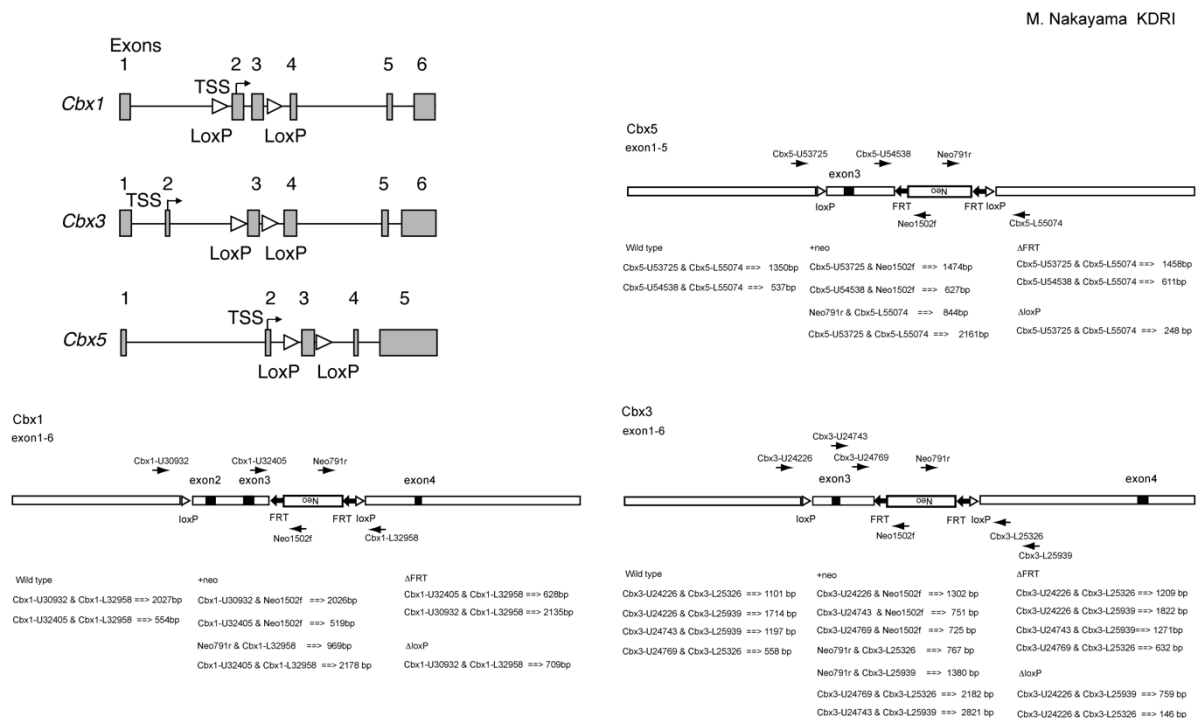 M. Nakayama KDRI
Exons
1 2 3 4 5 6
TSS
Cbx1
LoxP LoxP
1 2 3 4 5 6
TSS
Cbx3
LoxP LoxP
1 2 3 4 5
TSS
Cbx5
LoxP LoxP
Cbx5
exon1-5
Cbx5-U53725 Cbx5-U54538 Neo791r
exon3
Neo
loxP FRT FRT loxP
Neo1502f Cbx5-L55074
Wild type
Cbx5-U53725 & Cbx5-L55074 ==> 1350bp
Cbx5-U54538 & Cbx5-L55074 ==> 537bp
+neo
Cbx5-U53725 & Neo1502f ==> 1474bp
Cbx5-U54538 & Neo1502f ==> 627bp
Neo791r & Cbx5-L55074 ==> 844bp
Cbx5-U53725 & Cbx5-L55074 ==> 2161bp
ΔFRT
Cbx5-U53725 & Cbx5-L55074 ==> 1458bp
Cbx5-U54538 & Cbx5-L55074 ==> 611bp
ΔloxP
Cbx5-U53725 & Cbx5-L55074 ==> 248 bp
Cbx1
exon1-6
Cbx1-U30932 Cbx1-U32405 Neo791r
exon2 exon3 exon4
Neo
loxP FRT FRT loxP
Neo1502f Cbx1-L32958
Wild type
Cbx1-U30932 & Cbx1-L32958 ==> 2027bp
Cbx1-U32405 & Cbx1-L32958 ==> 554bp
+neo
Cbx1-U30932 & Neo1502f ==> 2026bp
Cbx1-U32405 & Neo1502f ==> 519bp
Neo791r & Cbx1-L32958 ==> 969bp
Cbx1-U32405 & Cbx1-L32958 ==> 2178 bp
ΔFRT
Cbx1-U32405 & Cbx1-L32958 ==> 628bp
Cbx1-U30932 & Cbx1-L32958 ==> 2135bp
ΔloxP
Cbx1-U30932 & Cbx1-L32958 ==> 709bp
Cbx3
exon1-6
Cbx3-U24743
Cbx3-U24226 Cbx3-U24769 Neo791r
exon3 exon4
Neo
loxP FRT FRT loxP
Neo1502f Cbx3-L25326
Cbx3-L25939
Wild type
Cbx3-U24226 & Cbx3-L25326 ==> 1101 bp
Cbx3-U24226 & Cbx3-L25939 ==> 1714 bp
Cbx3-U24743 & Cbx3-L25939 ==> 1197 bp
Cbx3-U24769 & Cbx3-L25326 ==> 558 bp
+neo
Cbx3-U24226 & Neo1502f ==> 1302 bp
Cbx3-U24743 & Neo1502f ==> 751 bp
Cbx3-U24769 & Neo1502f ==> 725 bp
Neo791r & Cbx3-L25326 ==> 767 bp
Neo791r & Cbx3-L25939 ==> 1380 bp
Cbx3-U24769 & Cbx3-L25326 ==> 2182 bp
Cbx3-U24743 & Cbx3-L25939 ==> 2821 bp
ΔFRT
Cbx3-U24226 & Cbx3-L25326 ==> 1209 bp
Cbx3-U24226 & Cbx3-L25939 ==> 1822 bp
Cbx3-U24743 & Cbx3-L25939==> 1271bp
Cbx3-U24769 & Cbx3-L25326 ==> 632 bp
ΔloxP
Cbx3-U24226 & Cbx3-L25939 ==> 759 bp
Cbx3-U24226 & Cbx3-L25326 ==> 146 bp